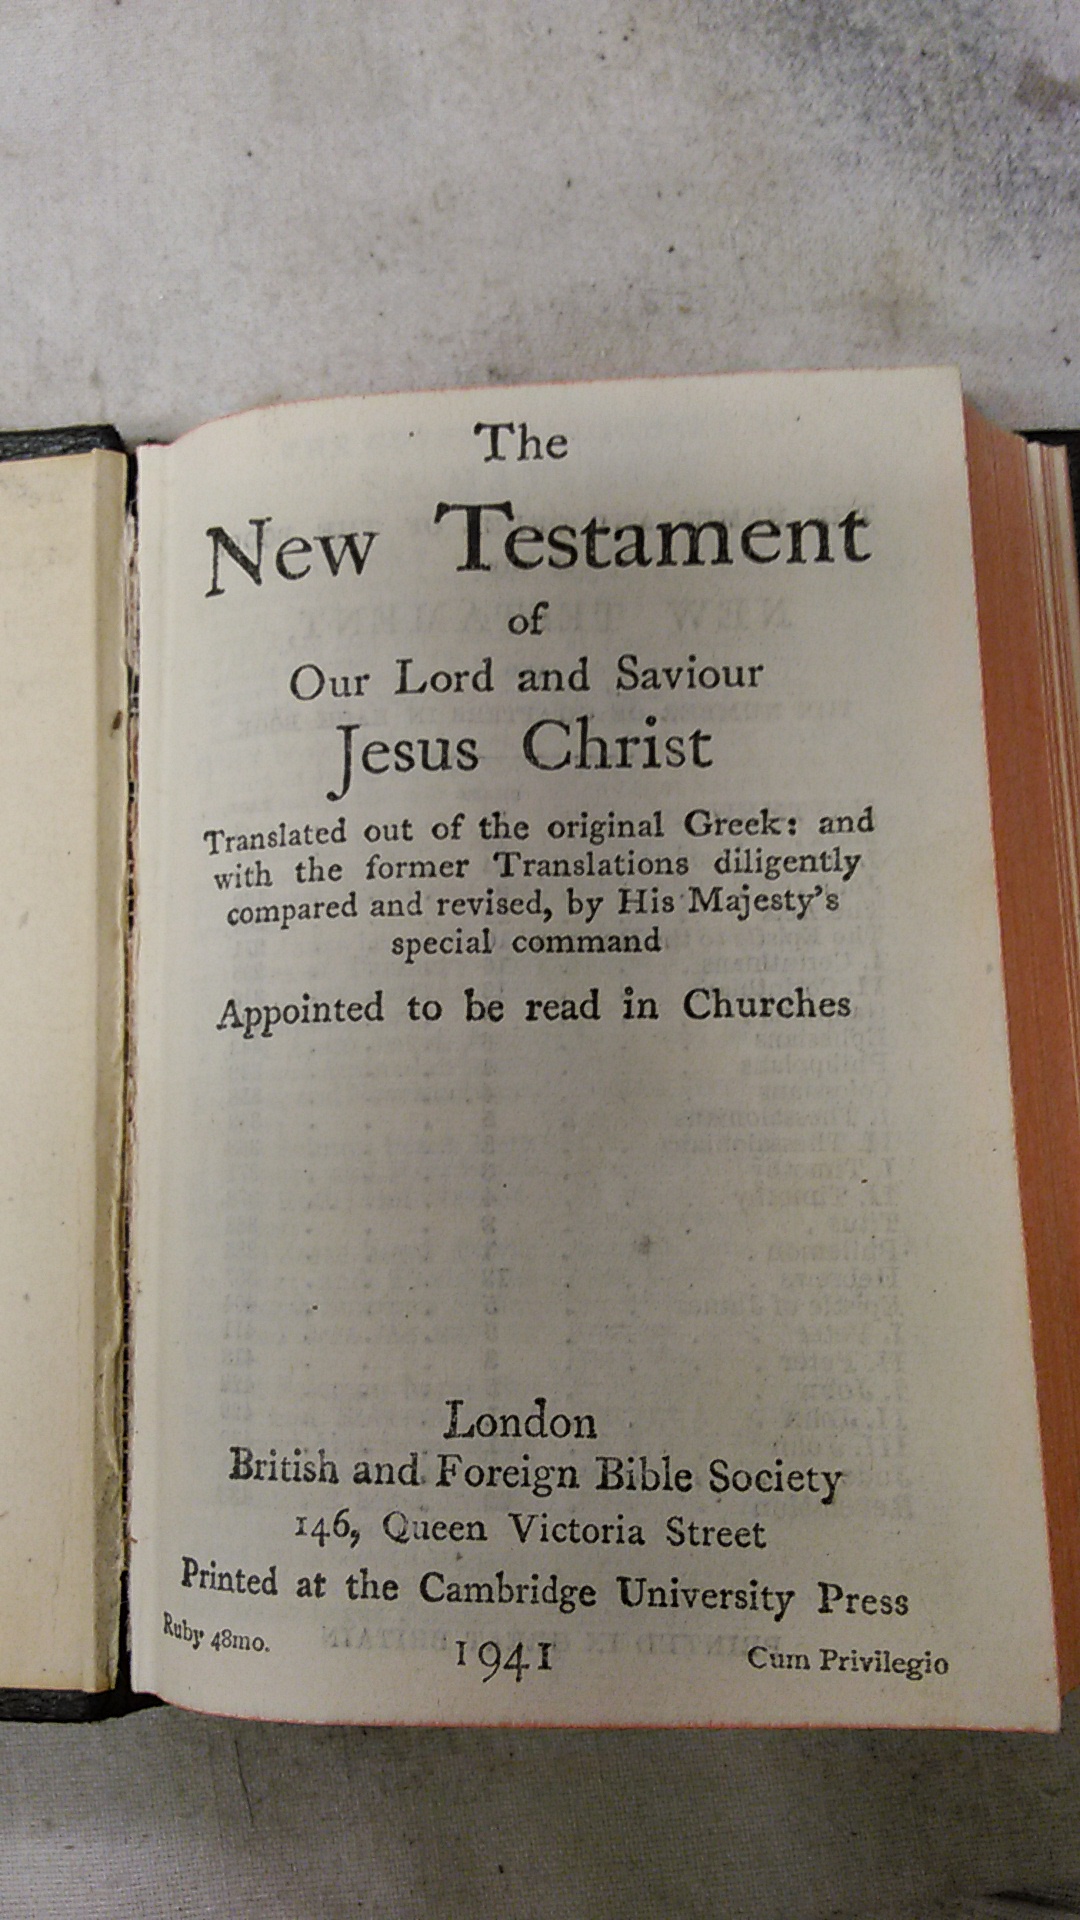 The
New Testament
of
Our Lord and Saviour
Jesus Christ
Translated out of the original Greek: and
with the former Translations diligently
compared and revised, by His Majesty's
special command
Appointed to be read in Churches
London
British and Foreign Bible Society
146, Queen Victoria Street
Printed at the Cambridge University Press
Ruby 48mo.
1941
Cum Privilegio